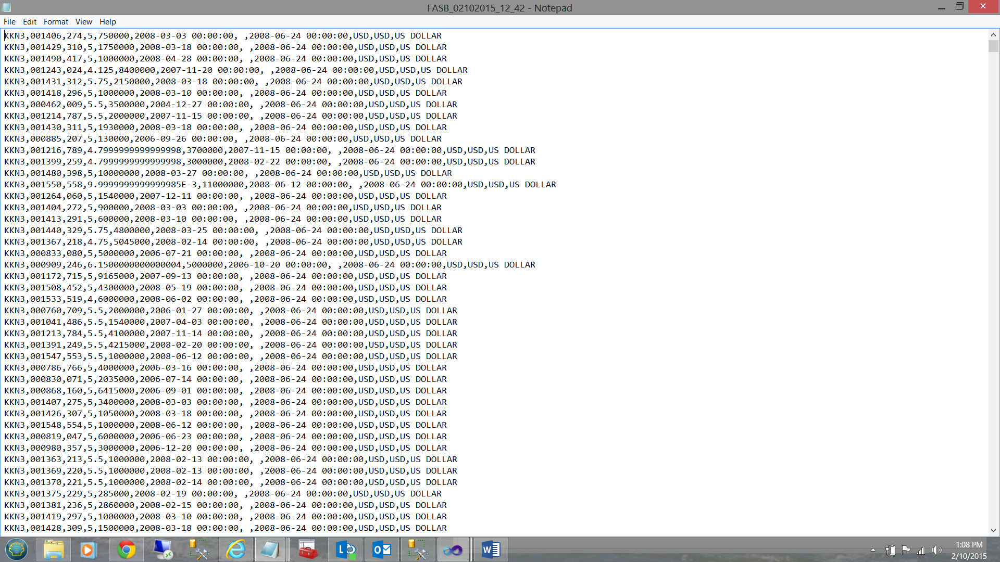 FASB_02102015_12_42 - Notepad
File Edit Format View Help
KKN3,001406,274,5,750000,2008-03-03 00:00:00, ,2008-06-24 00:00:00,USD,USD,US DOLLAR
KKN3,001429,310,5,1750000,2008-03-18 00:00:00, ,2008-06-24 00:00:00,USD,USD,US DOLLAR
KKN3,001490,417,5,1000000,2008-04-28 00:00:00, ,2008-06-24 00:00:00,USD,USD,US DOLLAR
KKN3,001243,024,4.125,8400000,2007-11-20 00:00:00, ,2008-06-24 00:00:00,USD,USD,US DOLLAR
KKN3,001431,312,5.75,2150000,2008-03-18 00:00:00, ,2008-06-24 00:00:00,USD,USD,US DOLLAR
KKN3,001418,296,5,1000000,2008-03-10 00:00:00, ,2008-06-24 00:00:00,USD,USD,US DOLLAR
KKN3,000462,009,5.5,3500000,2004-12-27 00:00:00, ,2008-06-24 00:00:00,USD,USD,US DOLLAR
KKN3,001214,787,5.5,2000000,2007-11-15 00:00:00, ,2008-06-24 00:00:00,USD,USD,US DOLLAR
KKN3,001430,311,5,1930000,2008-03-18 00:00:00, ,2008-06-24 00:00:00,USD,USD,US DOLLAR
KKN3,000885,207,5,130000,2006-09-26 00:00:00, ,2008-06-24 00:00:00,USD,USD,US DOLLAR
KKN3,001216,789,4.7999999999999998,3700000,2007-11-15 00:00:00, ,2008-06-24 00:00:00,USD,USD,US DOLLAR
KKN3,001399,259,4.7999999999999998,3000000,2008-02-22 00:00:00, ,2008-06-24 00:00:00,USD,USD,US DOLLAR
KKN3,001480,398,5,10000000,2008-03-27 00:00:00, ,2008-06-24 00:00:00,USD,USD,US DOLLAR
KKN3,001550,558,9.9999999999999985E-3,11000000,2008-06-12 00:00:00, ,2008-06-24 00:00:00,USD,USD,US DOLLAR
KKN3,001264,060,5,1540000,2007-12-11 00:00:00, ,2008-06-24 00:00:00,USD,USD,US DOLLAR
KKN3,001404,272,5,900000,2008-03-03 00:00:00, ,2008-06-24 00:00:00,USD,USD,US DOLLAR
KKN3,001413,291,5,600000,2008-03-10 00:00:00, ,2008-06-24 00:00:00,USD,USD,US DOLLAR
KKN3,001440,329,5.75,4800000,2008-03-25 00:00:00, ,2008-06-24 00:00:00,USD,USD,US DOLLAR
KKN3,001367,218,4.75,5045000,2008-02-14 00:00:00, ,2008-06-24 00:00:00,USD,USD,US DOLLAR
KKN3,000833,080,5,5000000,2006-07-21 00:00:00, ,2008-06-24 00:00:00,USD,USD,US DOLLAR
KKN3,000909,246,6.1500000000000004,5000000,2006-10-20 00:00:00, ,2008-06-24 00:00:00,USD,USD,US DOLLAR
KKN3,001172,715,5,9165000,2007-09-13 00:00:00, ,2008-06-24 00:00:00,USD,USD,US DOLLAR
KKN3,001508,452,5,4300000,2008-05-19 00:00:00, ,2008-06-24 00:00:00,USD,USD,US DOLLAR
KKN3,001533,519,4,6000000,2008-06-02 00:00:00, ,2008-06-24 00:00:00,USD,USD,US DOLLAR
KKN3,000760,709,5.5,2000000,2006-01-27 00:00:00, ,2008-06-24 00:00:00,USD,USD,US DOLLAR
KKN3,001041,486,5.5,1540000,2007-04-03 00:00:00, ,2008-06-24 00:00:00,USD,USD,US DOLLAR
KKN3,001213,784,5.5,4100000,2007-11-14 00:00:00, ,2008-06-24 00:00:00,USD,USD,US DOLLAR
KKN3,001391,249,5.5,4215000,2008-02-20 00:00:00, ,2008-06-24 00:00:00,USD,USD,US DOLLAR
KKN3,001547,553,5.5,1000000,2008-06-12 00:00:00, ,2008-06-24 00:00:00,USD,USD,US DOLLAR
KKN3,000786,766,5,4000000,2006-03-16 00:00:00, ,2008-06-24 00:00:00,USD,USD,US DOLLAR
KKN3,000830,071,5,2035000,2006-07-14 00:00:00, ,2008-06-24 00:00:00,USD,USD,US DOLLAR
KKN3,000868,160,5,6415000,2006-09-01 00:00:00, ,2008-06-24 00:00:00,USD,USD,US DOLLAR
KKN3,001407,275,5,3400000,2008-03-03 00:00:00, ,2008-06-24 00:00:00,USD,USD,US DOLLAR
KKN3,001426,307,5,1050000,2008-03-18 00:00:00, ,2008-06-24 00:00:00,USD,USD,US DOLLAR
KKN3,001548,554,5,1000000,2008-06-12 00:00:00, ,2008-06-24 00:00:00,USD,USD,US DOLLAR
KKN3,000819,047,5,6000000,2006-06-23 00:00:00, ,2008-06-24 00:00:00,USD,USD,US DOLLAR
KKN3,000980,357,5,3000000,2006-12-20 00:00:00, ,2008-06-24 00:00:00,USD,USD,US DOLLAR
KKN3,001363,213,5.5,1000000,2008-02-13 00:00:00, ,2008-06-24 00:00:00,USD,USD,US DOLLAR
KKN3,001369,220,5.5,1000000,2008-02-13 00:00:00, ,2008-06-24 00:00:00,USD,USD,US DOLLAR
KKN3,001370,221,5.5,1000000,2008-02-14 00:00:00, ,2008-06-24 00:00:00,USD,USD,US DOLLAR
KKN3,001375,229,5,285000,2008-02-19 00:00:00, ,2008-06-24 00:00:00,USD,USD,US DOLLAR
KKN3,001381,236,5,2860000,2008-02-15 00:00:00, ,2008-06-24 00:00:00,USD,USD,US DOLLAR
KKN3,001419,297,5,1000000,2008-03-10 00:00:00, ,2008-06-24 00:00:00,USD,USD,US DOLLAR
KKN3,001428,309,5,1500000,2008-03-18 00:00:00, ,2008-06-24 00:00:00,USD,USD,US DOLLAR
1:08 PM
2/10/2015